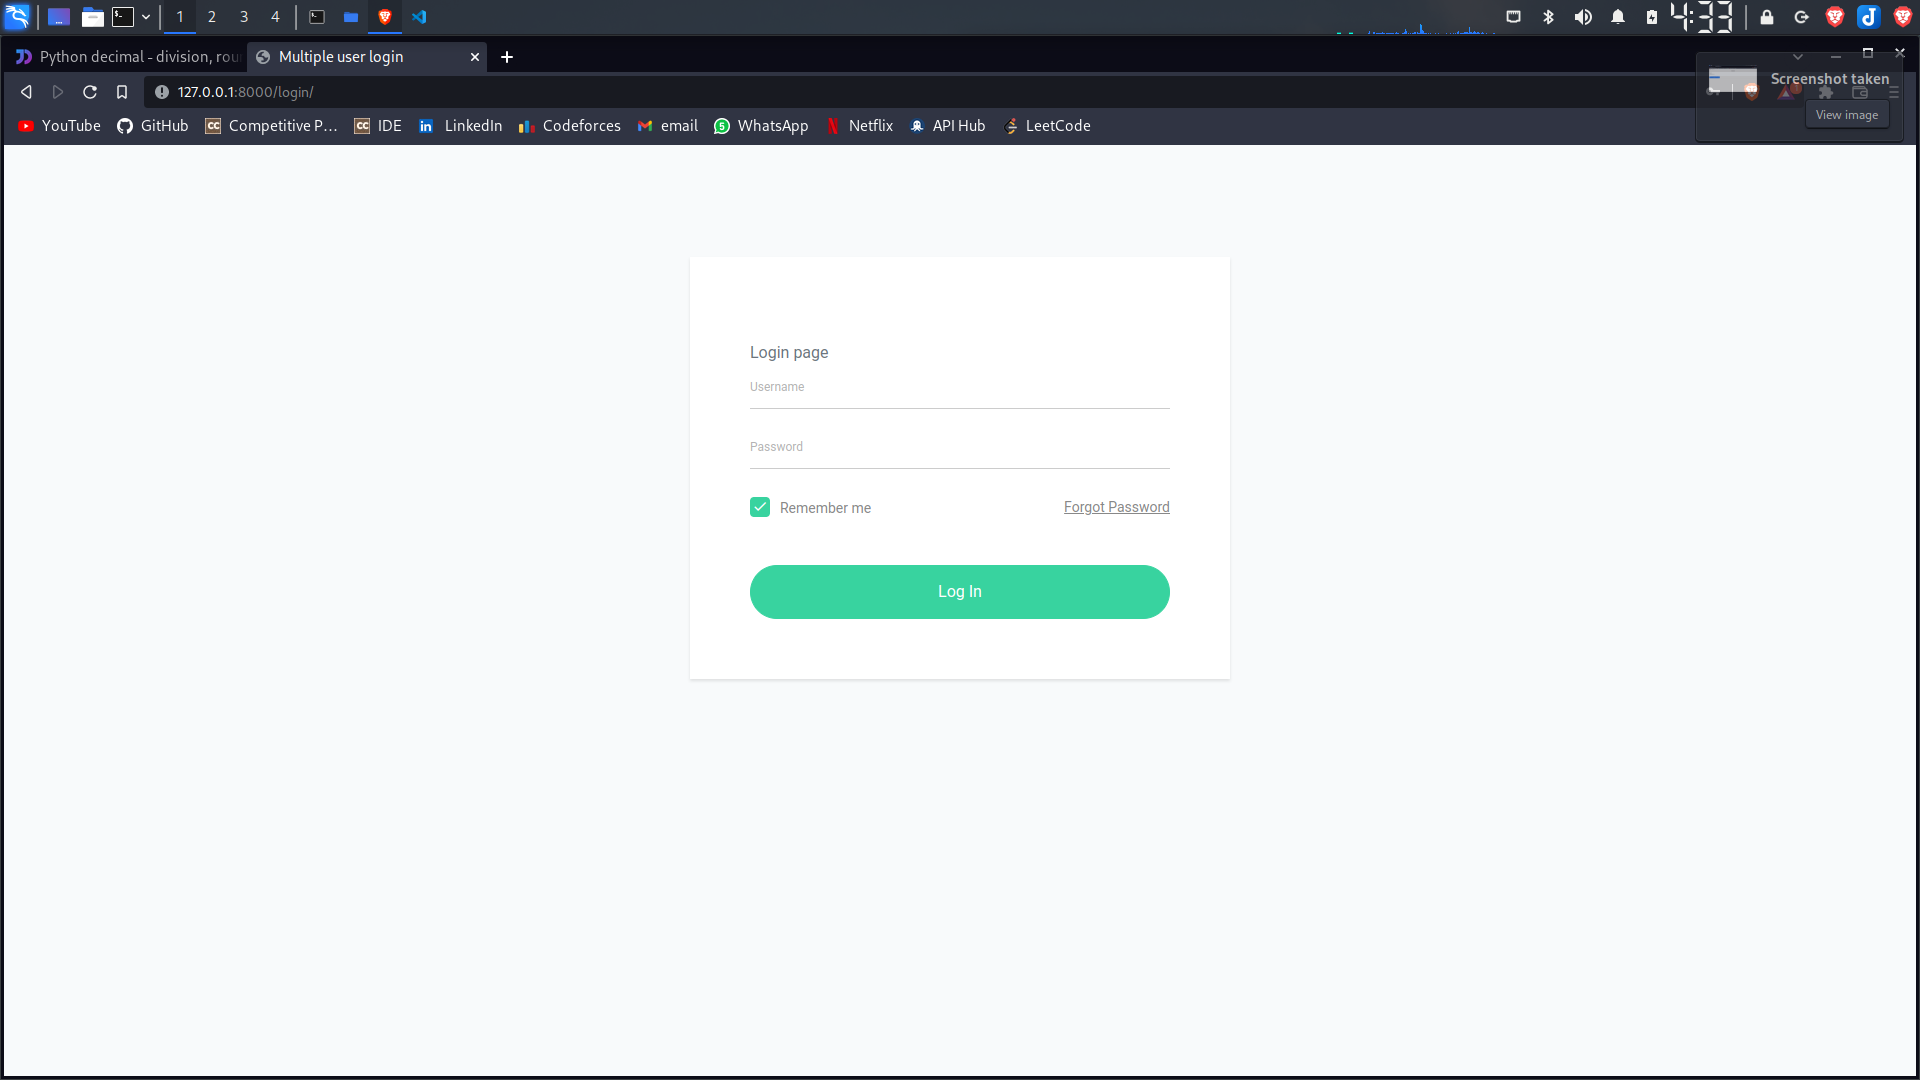 1 2 3 4
4:33
Python decimal - division, rou
Multiple user login
Screenshot taken
127.0.0.1:8000/login/
View image
YouTube GitHub Competitive P... IDE LinkedIn Codeforces email WhatsApp Netflix API Hub LeetCode
Login page
Username
Password
Remember me
Forgot Password
Log In